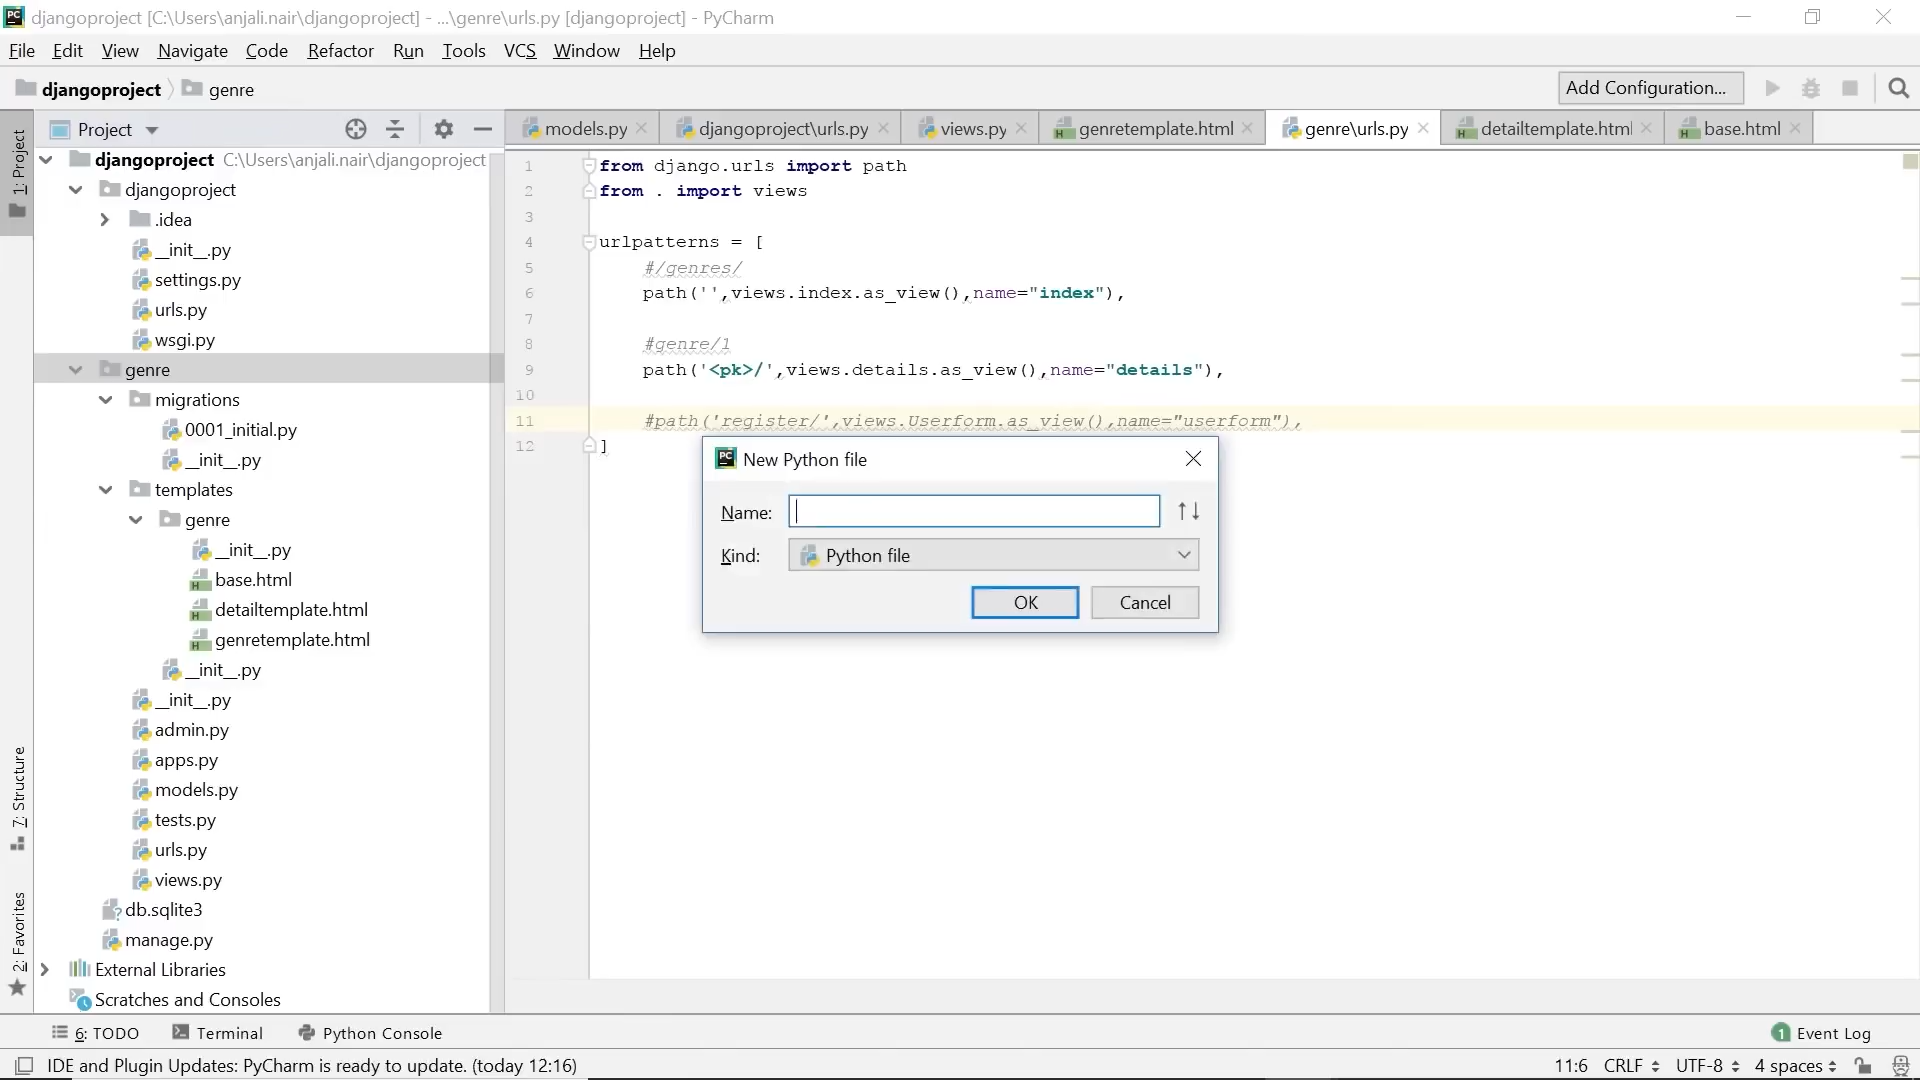 djangoproject [C:\Users\anjali.nair\djangoproject] - ...\genre\urls.py [djangoproject] - PyCharm
File Edit View Navigate Code Refactor Run Tools VCS Window Help
djangoproject genre
Add Configuration...
1: Project
Project
models.py
djangoproject\urls.py
views.py
genretemplate.html
genre\urls.py
detailtemplate.html
base.html
djangoproject C:\Users\anjali.nair\djangoproject
djangoproject
.idea
__init__.py
settings.py
urls.py
wsgi.py
genre
migrations
0001_initial.py
__init__.py
templates
genre
__init__.py
base.html
detailtemplate.html
genretemplate.html
__init__.py
__init__.py
admin.py
apps.py
models.py
tests.py
urls.py
views.py
db.sqlite3
manage.py
External Libraries
Scratches and Consoles
7: Structure
2: Favorites
1 from django.urls import path
2 from . import views
3
4 urlpatterns = [
5 #/genres/
6 path('',views.index.as_view(),name="index"),
7
8 #genre/1
9 path('<pk>/',views.details.as_view(),name="details"),
10
11 #path('register/',views.Userform.as_view(),name="userform"),
12 ]
New Python file
Name:
Kind: Python file
OK Cancel
6: TODO Terminal Python Console
1 Event Log
IDE and Plugin Updates: PyCharm is ready to update. (today 12:16)
11:6 CRLF UTF-8 4 spaces